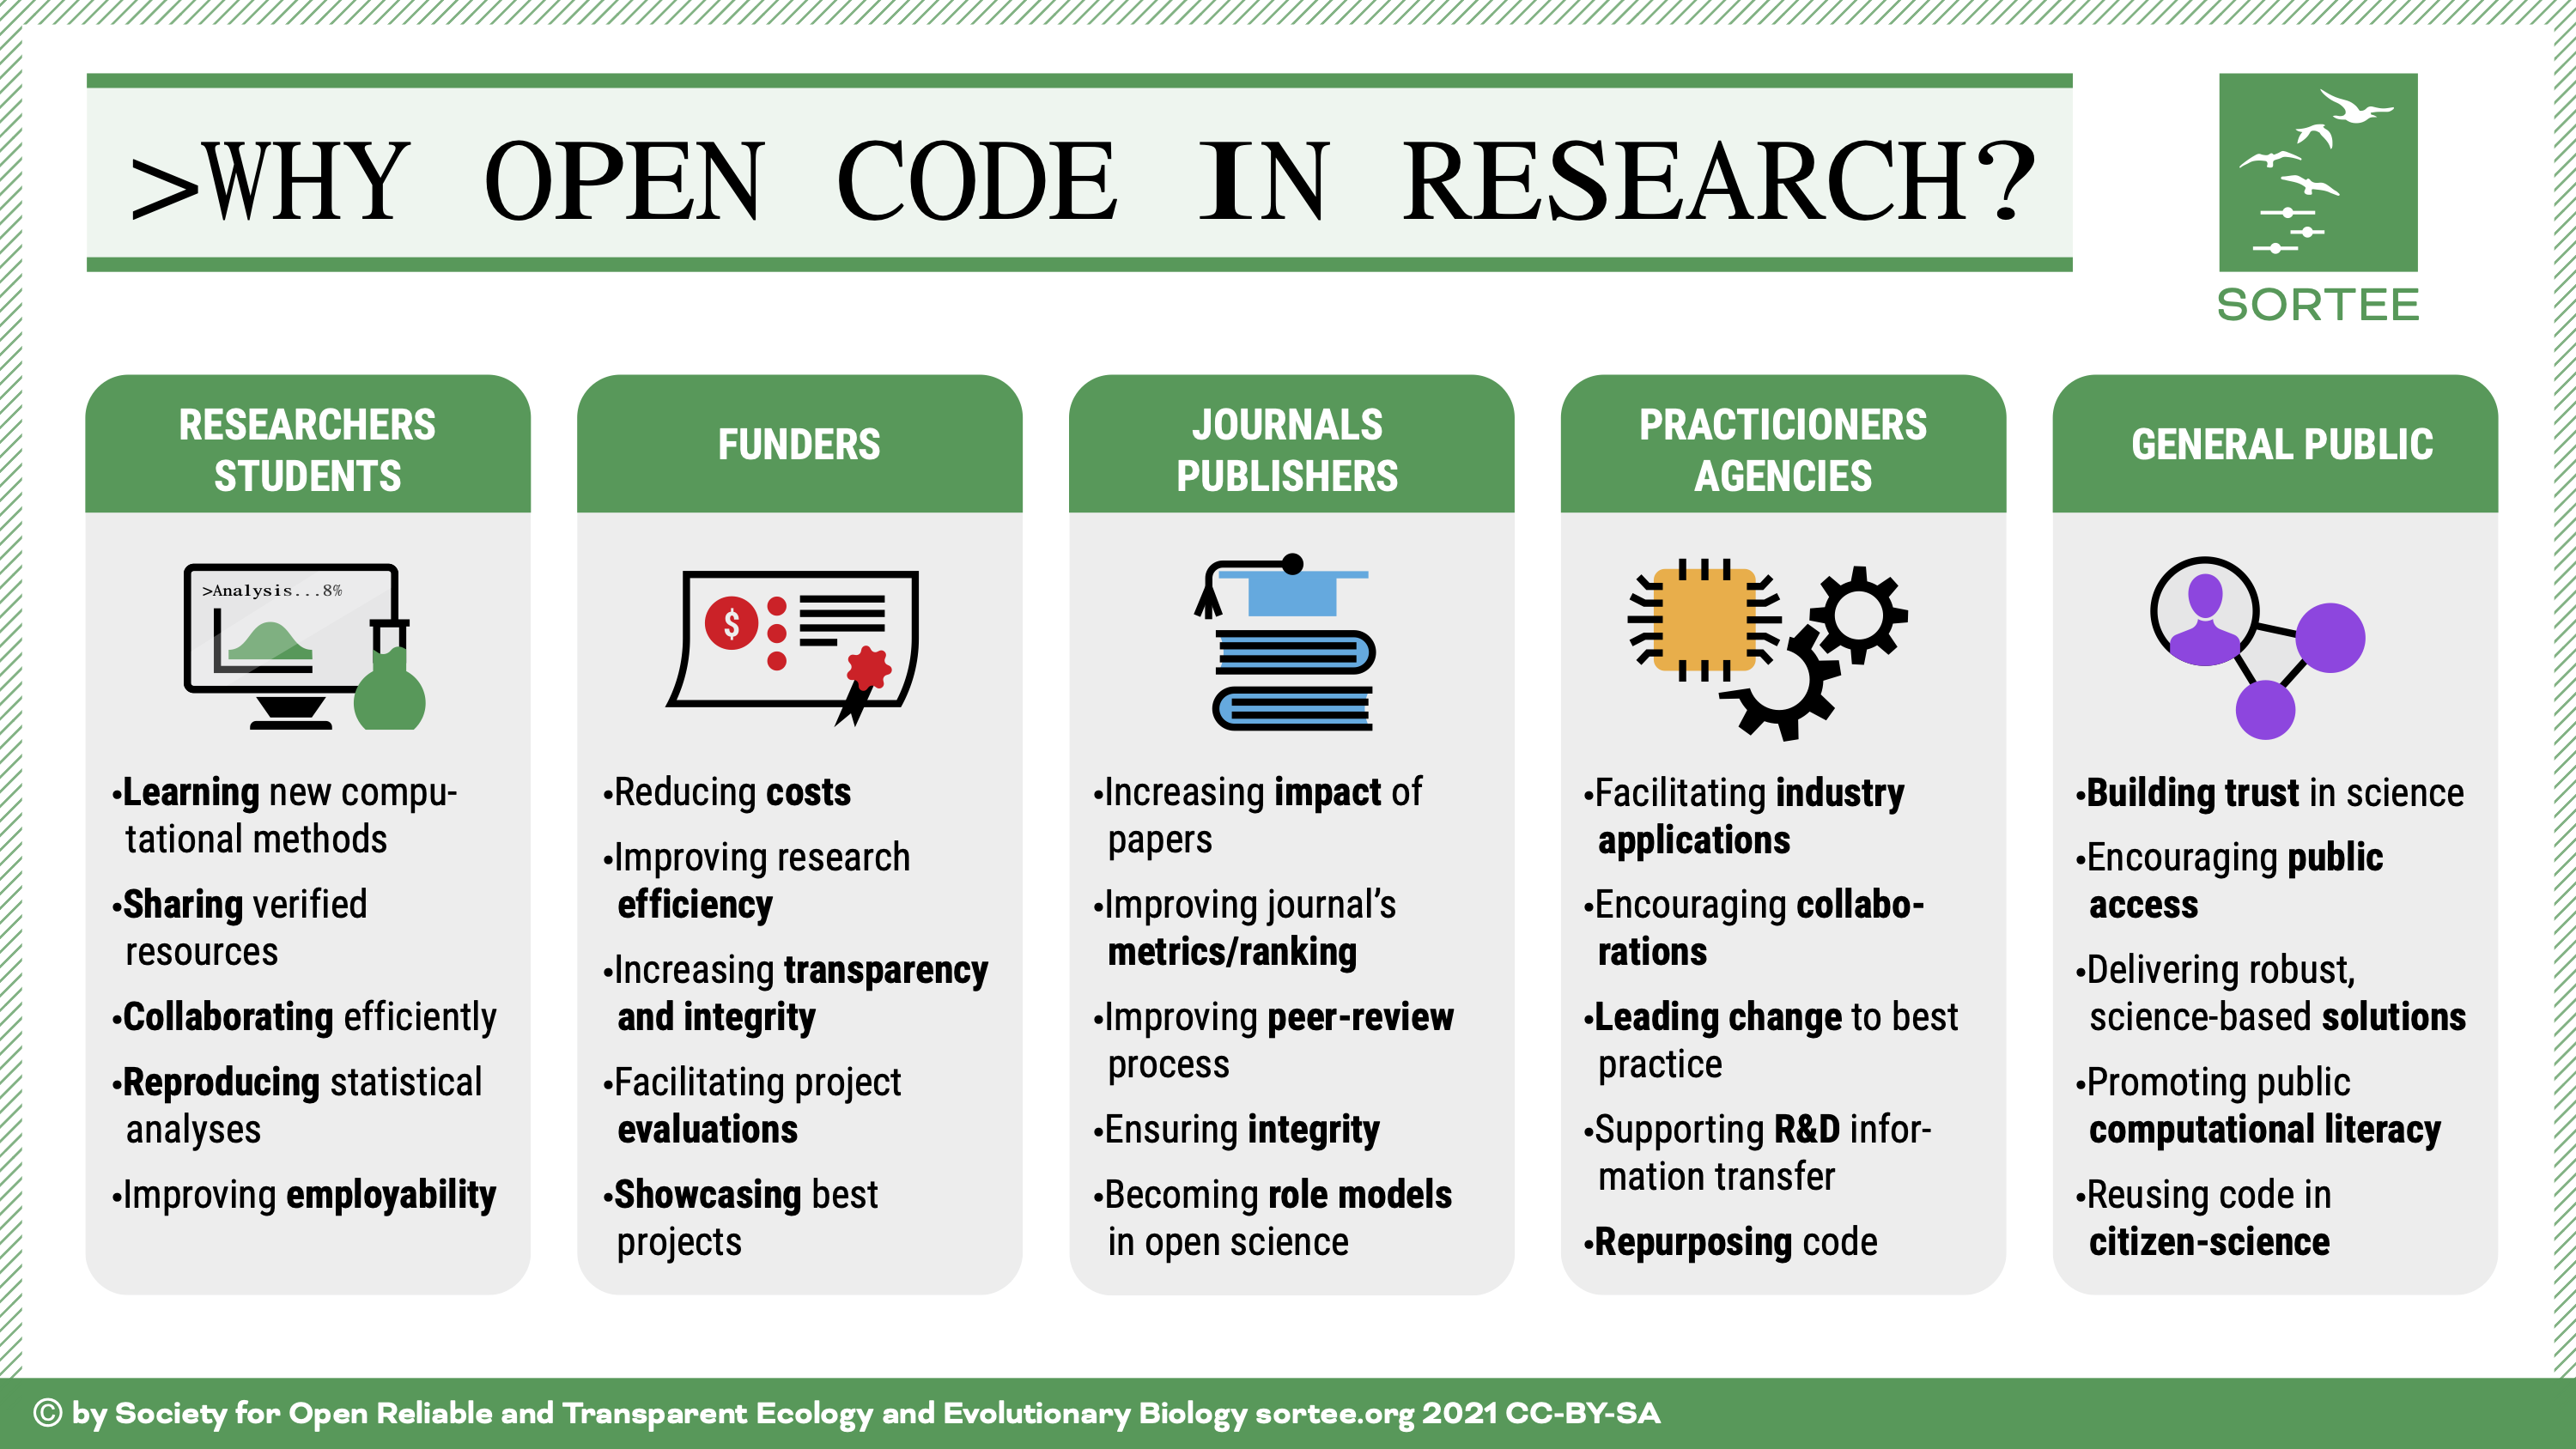 >WHY OPEN CODE IN RESEARCH?
SORTEE
RESEARCHERS
STUDENTS
>Analysis...8%
•Learning new compu-
tational methods
•Sharing verified
resources
•Collaborating efficiently
•Reproducing statistical
analyses
•Improving employability
FUNDERS
$
•Reducing costs
•Improving research
efficiency
•Increasing transparency
and integrity
•Facilitating project
evaluations
•Showcasing best
projects
JOURNALS
PUBLISHERS
•Increasing impact of
papers
•Improving journal’s
metrics/ranking
•Improving peer-review
process
•Ensuring integrity
•Becoming role models
in open science
PRACTICIONERS
AGENCIES
•Facilitating industry
applications
•Encouraging collabo-
rations
•Leading change to best
practice
•Supporting R&D infor-
mation transfer
•Repurposing code
GENERAL PUBLIC
•Building trust in science
•Encouraging public
access
•Delivering robust,
science-based solutions
•Promoting public
computational literacy
•Reusing code in
citizen-science
© by Society for Open Reliable and Transparent Ecology and Evolutionary Biology sortee.org 2021 CC-BY-SA